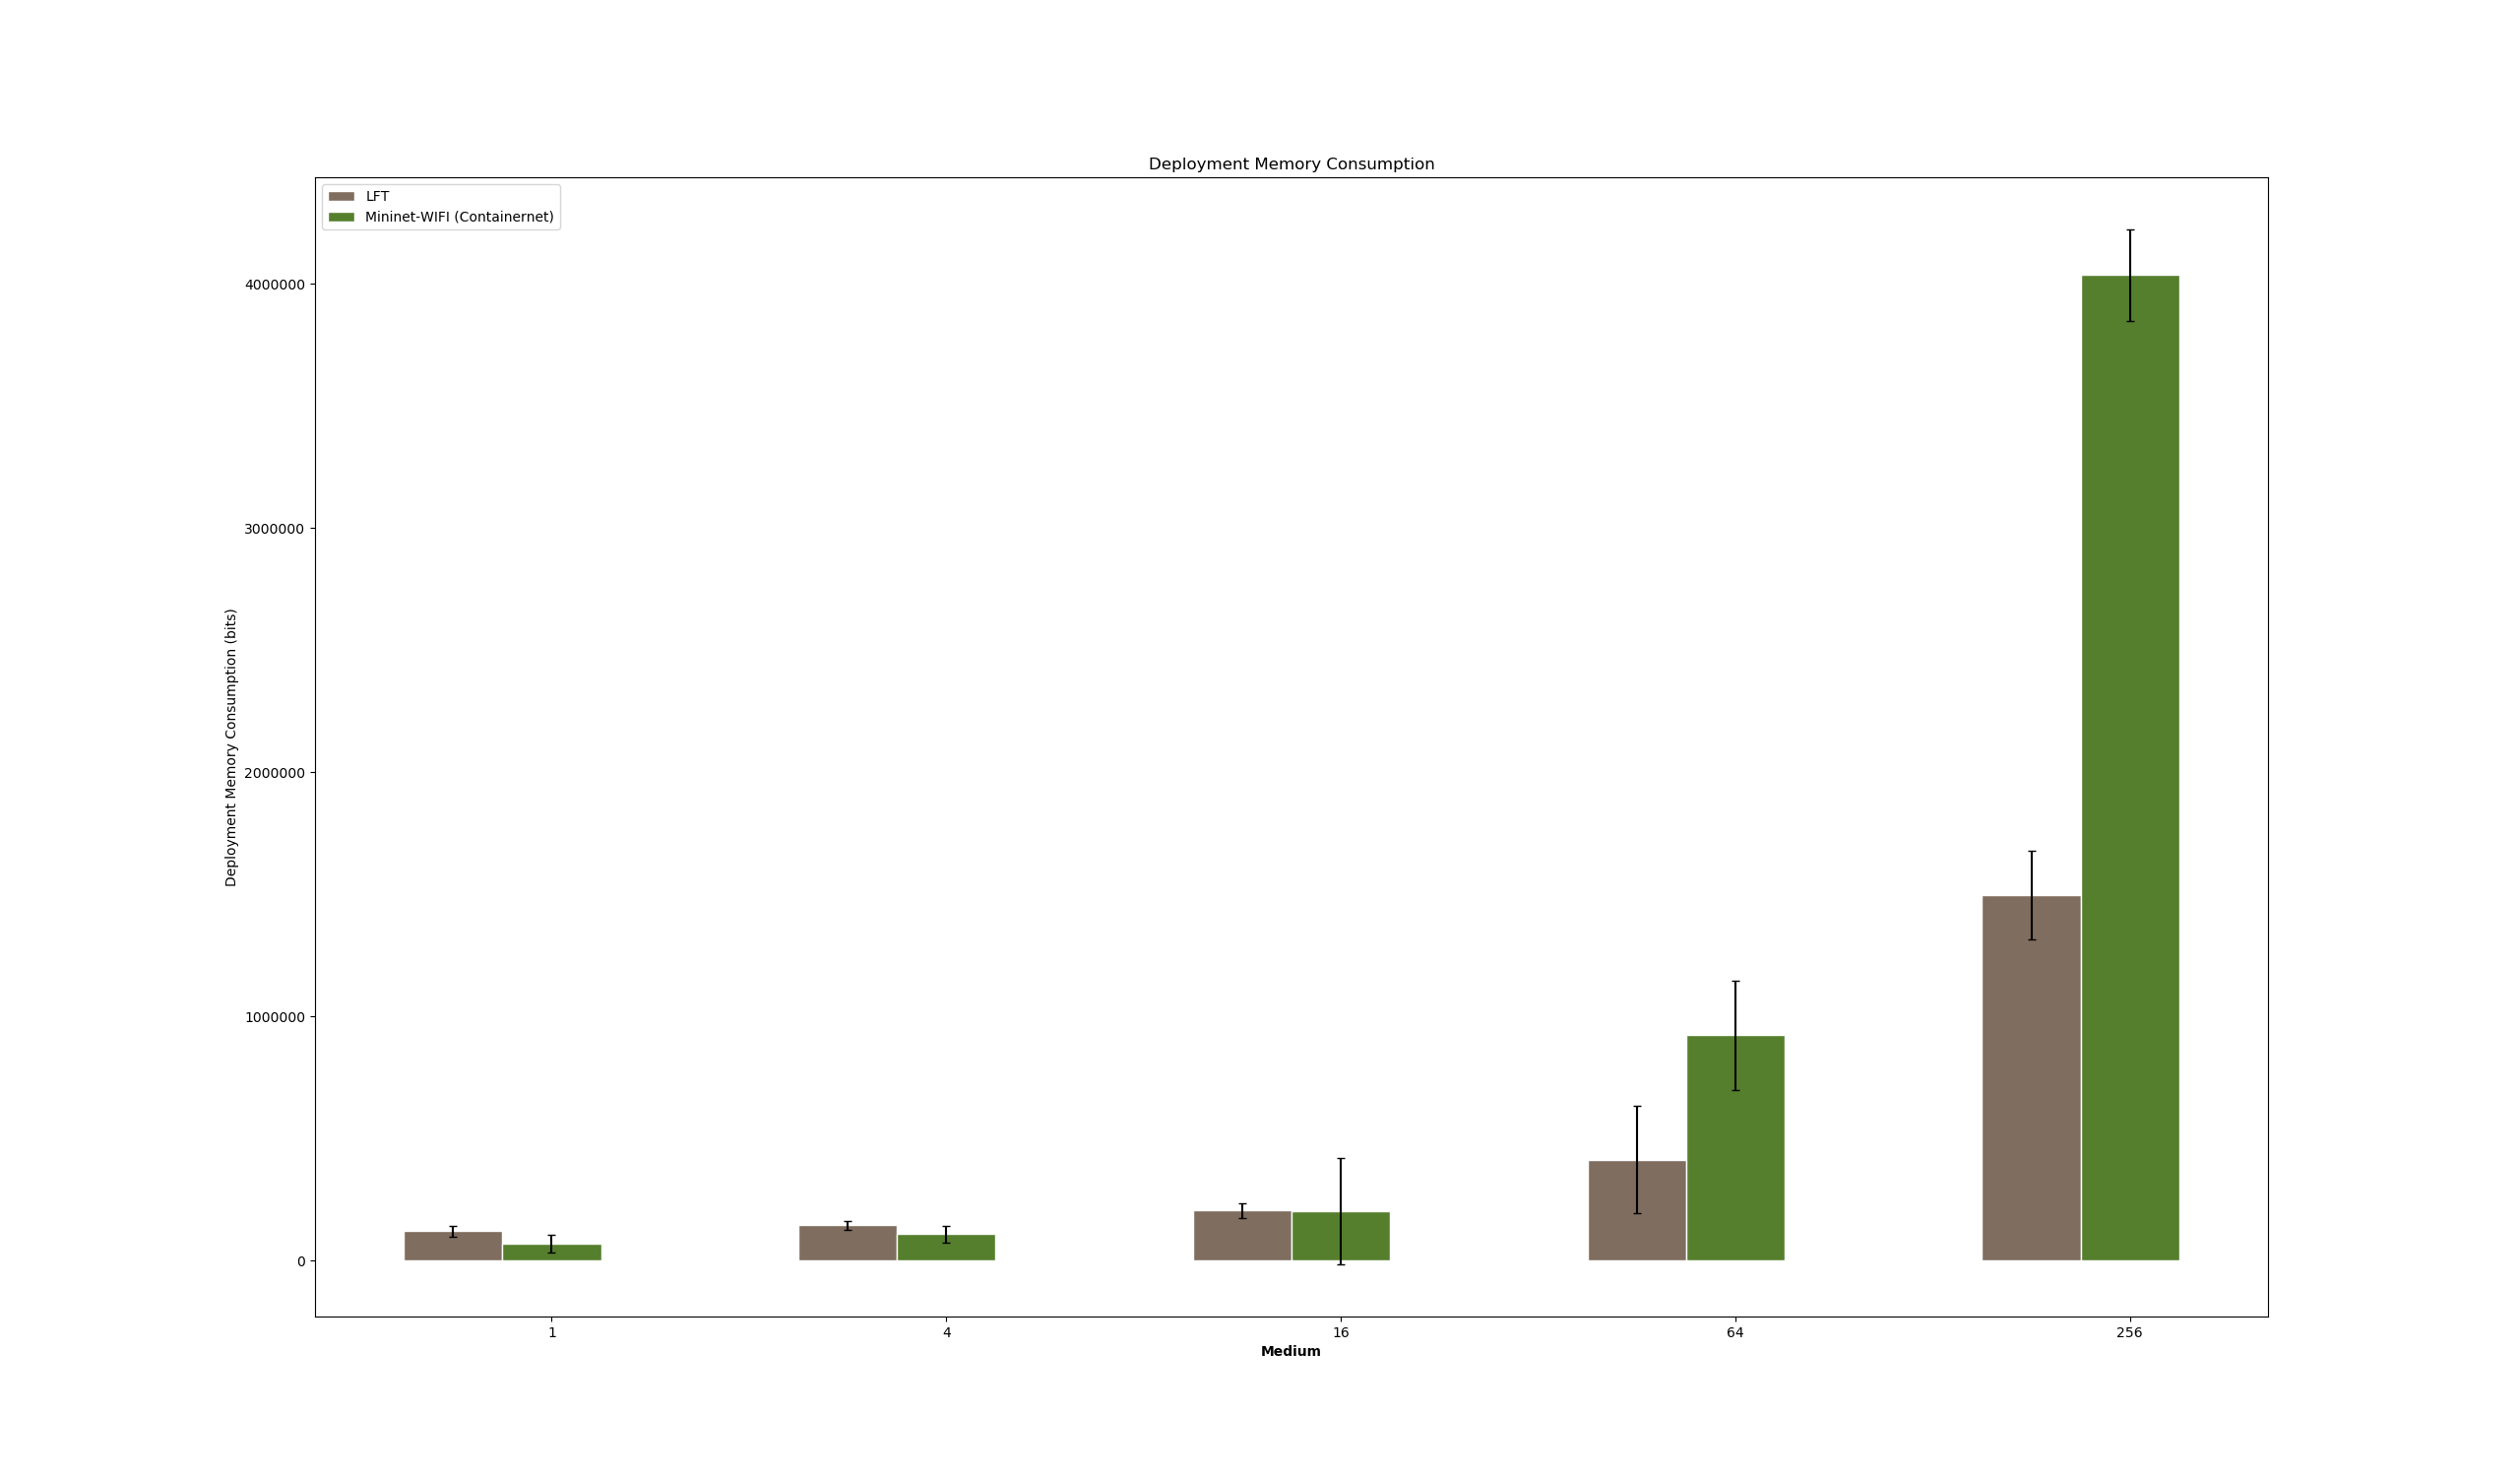 Deployment Memory Consumption
LFT
Mininet-WIFI (Containernet)
4000000
3000000
2000000
1000000
0
Deployment Memory Consumption (bits)
1
4
16
64
256
Medium